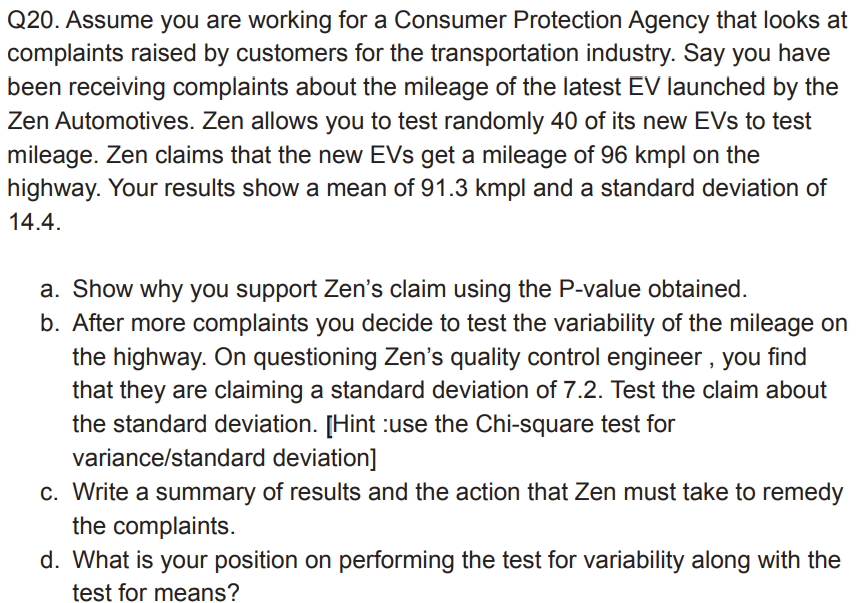 Q20. Assume you are working for a Consumer Protection Agency that looks at
complaints raised by customers for the transportation industry. Say you have
been receiving complaints about the mileage of the latest EV launched by the
Zen Automotives. Zen allows you to test randomly 40 of its new EVs to test
mileage. Zen claims that the new EVs get a mileage of 96 kmpl on the
highway. Your results show a mean of 91.3 kmpl and a standard deviation of
14.4.
a. Show why you support Zen's claim using the P-value obtained.
b. After more complaints you decide to test the variability of the mileage on
the highway. On questioning Zen's quality control engineer , you find
that they are claiming a standard deviation of 7.2. Test the claim about
the standard deviation. [Hint :use the Chi-square test for
variance/standard deviation]
c. Write a summary of results and the action that Zen must take to remedy
the complaints.
d. What is your position on performing the test for variability along with the
test for means?